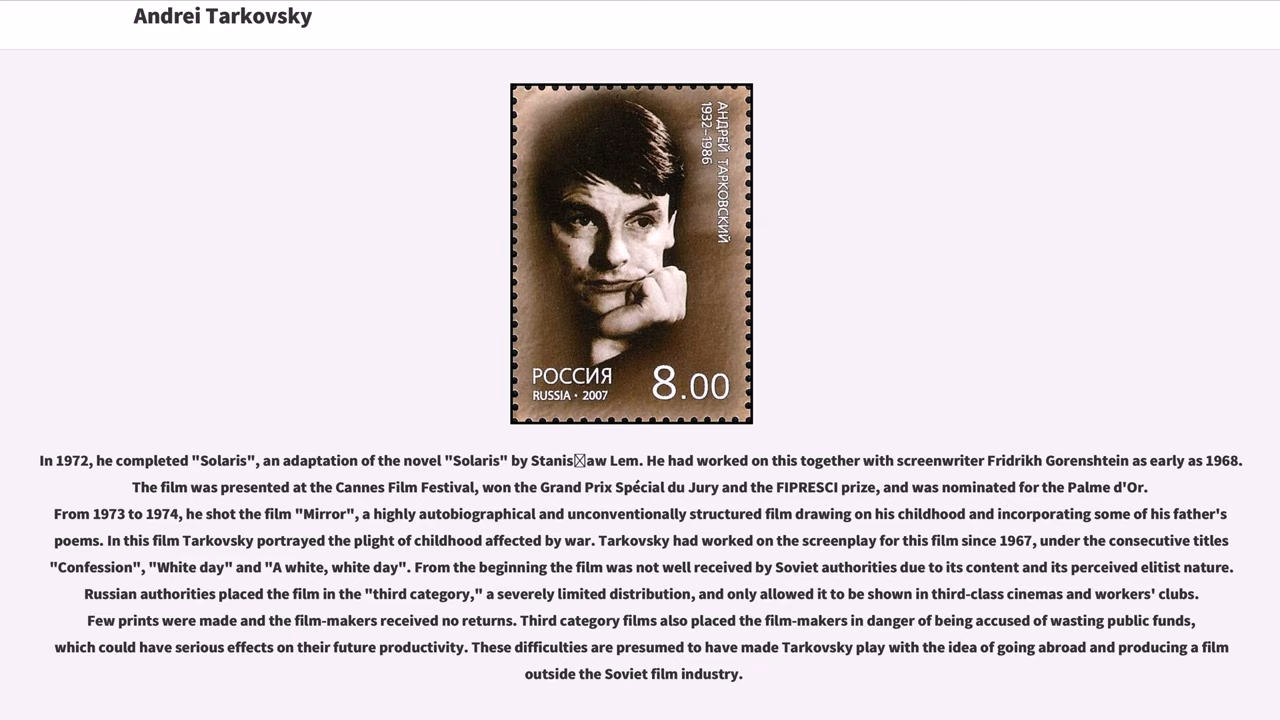 Andrei Tarkovsky
АНДРЕЙ ТАРКОВСКИЙ
1932–1986
РОССИЯ
RUSSIA • 2007
8.00
In 1972, he completed "Solaris", an adaptation of the novel "Solaris" by Stanis□aw Lem. He had worked on this together with screenwriter Fridrikh Gorenshtein as early as 1968.
The film was presented at the Cannes Film Festival, won the Grand Prix Spécial du Jury and the FIPRESCI prize, and was nominated for the Palme d'Or.
From 1973 to 1974, he shot the film "Mirror", a highly autobiographical and unconventionally structured film drawing on his childhood and incorporating some of his father's
poems. In this film Tarkovsky portrayed the plight of childhood affected by war. Tarkovsky had worked on the screenplay for this film since 1967, under the consecutive titles
"Confession", "White day" and "A white, white day". From the beginning the film was not well received by Soviet authorities due to its content and its perceived elitist nature.
Russian authorities placed the film in the "third category," a severely limited distribution, and only allowed it to be shown in third-class cinemas and workers' clubs.
Few prints were made and the film-makers received no returns. Third category films also placed the film-makers in danger of being accused of wasting public funds,
which could have serious effects on their future productivity. These difficulties are presumed to have made Tarkovsky play with the idea of going abroad and producing a film
outside the Soviet film industry.